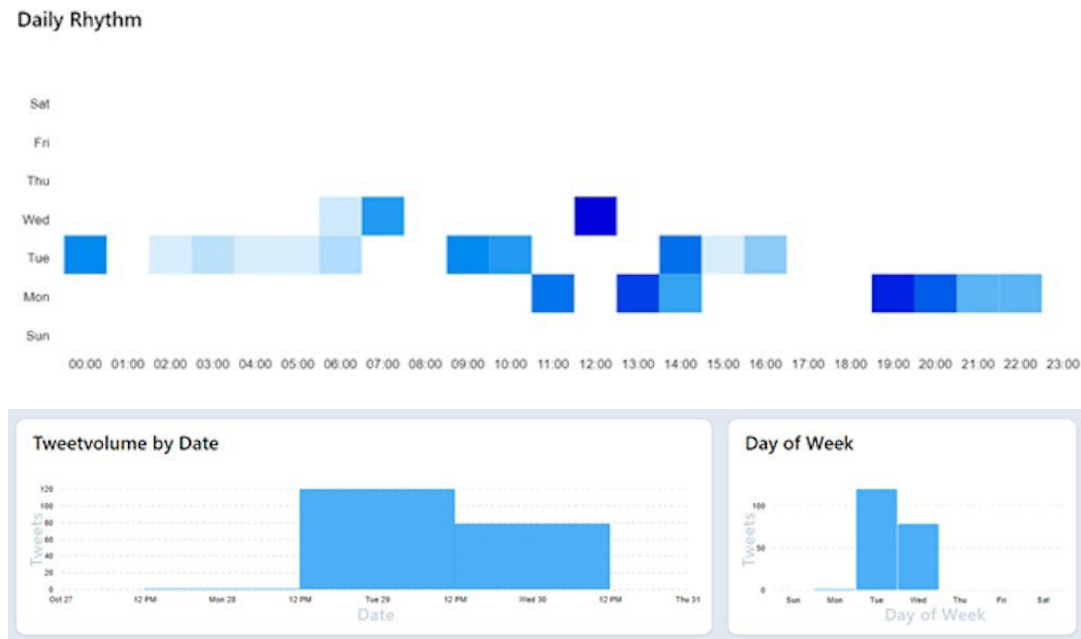 Daily Rhythm
Sat
Fri
Thu
Wed
Tue
Mon
Sun
00:00 01:00 02:00 03:00 04:00 05:00 06:00 07:00 08:00 09:00 10:00 11:00 12:00 13:00 14:00 15:00 16:00 17:00 18:00 19:00 20:00 21:00 22:00 23:00
Tweetvolume by Date
120
100
80
60
40
20
0
Tweets
Oct 27 12 PM Mon 28 12 PM Tue 29 12 PM Wed 30 12 PM Thu 31
Date
Day of Week
100
50
0
Tweets
Sun Mon Tue Wed Thu Fri Sat
Day of Week